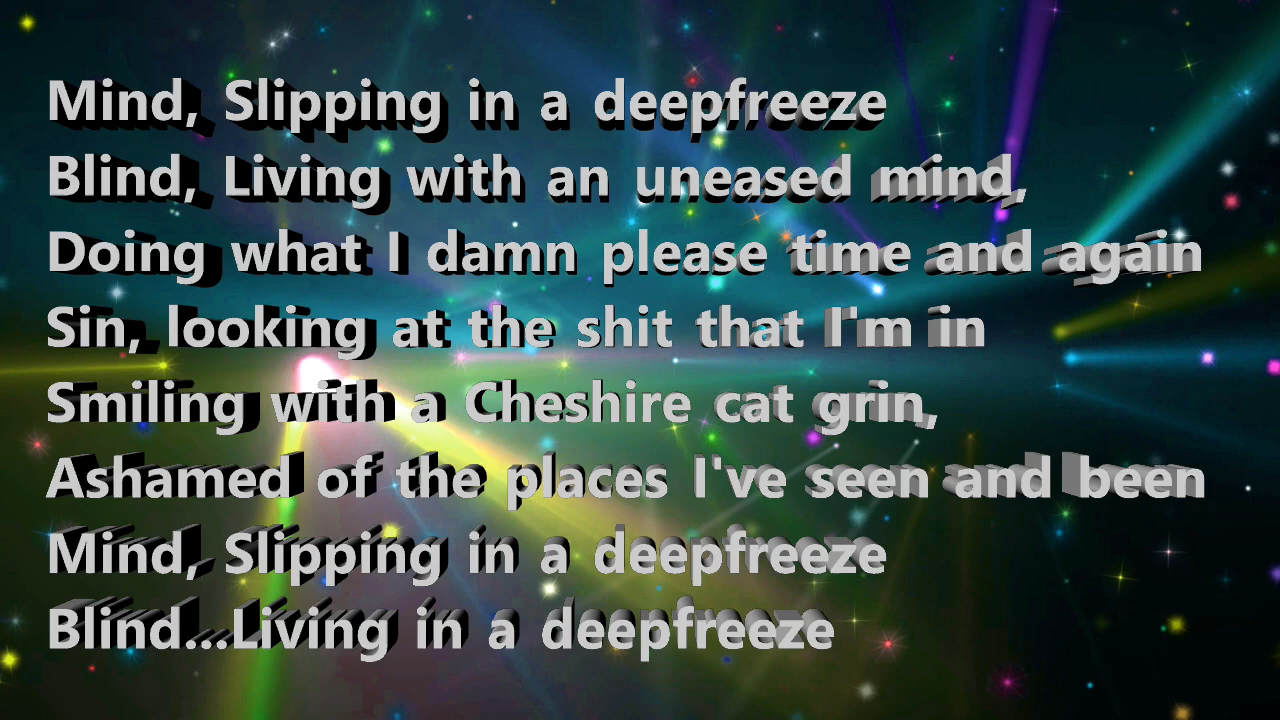 Mind, Slipping in a deepfreeze
Blind, Living with an uneased mind,
Doing what I damn please time and again
Sin, looking at the shit that I'm in
Smiling with a Cheshire cat grin,
Ashamed of the places I've seen and been
Mind, Slipping in a deepfreeze
Blind...Living in a deepfreeze